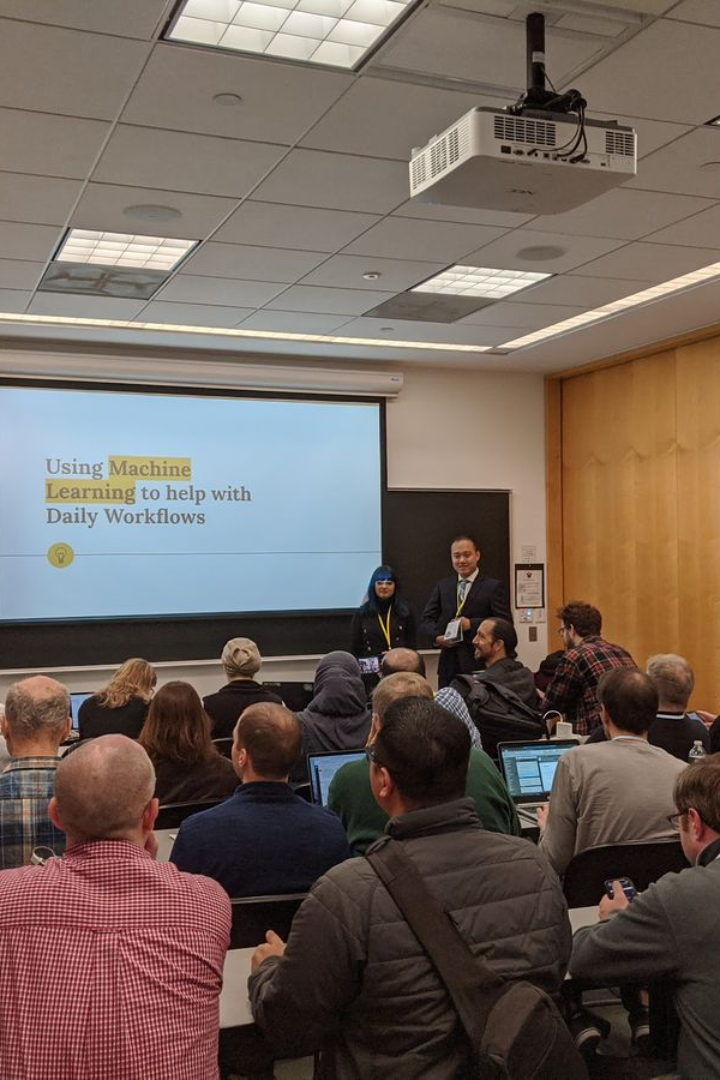 Using Machine
Learning to help with
Daily Workflows